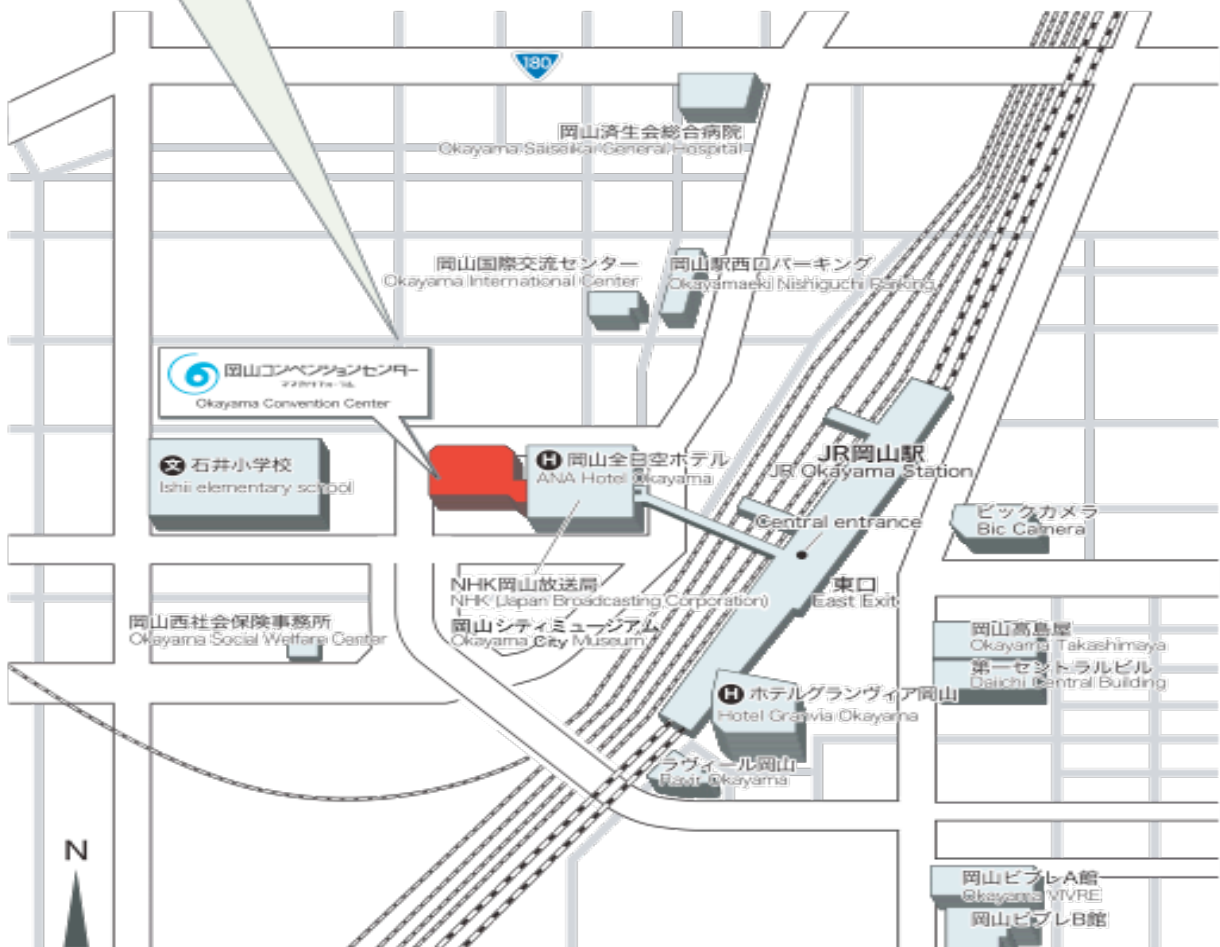 180
岡山済生会総合病院
Okayama Saiseikai General Hospital
岡山国際交流センター
Okayama International Center
岡山駅西口パーキング
Okayamaeki Nishiguchi Parking
岡山コンベンションセンター
Okayama Convention Center
文 石井小学校
Ishii elementary school
H 岡山全日空ホテル
ANA Hotel Okayama
JR岡山駅
JR Okayama Station
Central entrance
ビックカメラ
Bic Camera
NHK岡山放送局
NHK (Japan Broadcasting Corporation)
岡山シティミュージアム
Okayama City Museum
東口
East Exit
岡山西社会保険事務所
Okayama Social Welfare Center
岡山高島屋
Okayama Takashimaya
第一セントラルビル
Daiichi Central Building
H ホテルグランヴィア岡山
Hotel Granvia Okayama
ラヴィール岡山
Ravir Okayama
N
岡山ビブレA館
Okayama VIVRE
岡山ビブレB館